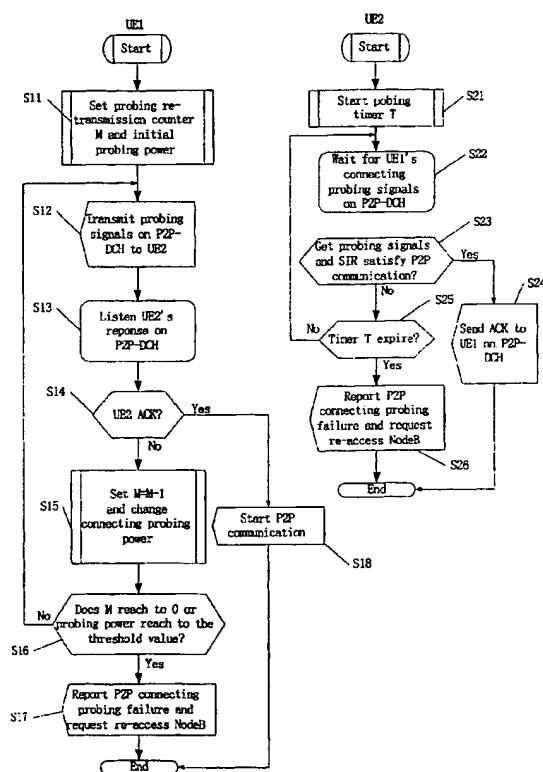 UE1
Start
S11
Set probing re-
transmission counter
M and initial
probing power
S12
Transmit probing
signals on P2P-
DCH to UE2
S13
Listen UE2's
reponse on
P2P-DCH
S14
UE2 ACK?
Yes
No
S15
Set M=M-1
and change
connecting probing
power
Start P2P
communication
S18
No
Does M reach to 0 or
probing power reach to the
threshold value?
S16
Yes
Report P2P connecting
probing failure and
request re-access NodeB
S17
End
UE2
Start
Start pobing
timer T
S21
Wait for UE1's
connecting
probing signals
on P2P-DCH
S22
S23
Get probing signals
and SIR satisfy P2P
communication?
Yes
No
S25
S24
No
Timer T expire?
Send ACK to
UE1 on P2P-
DCH
Yes
Report P2P
connecting probing
failure and request
re-access NodeB
S26
End